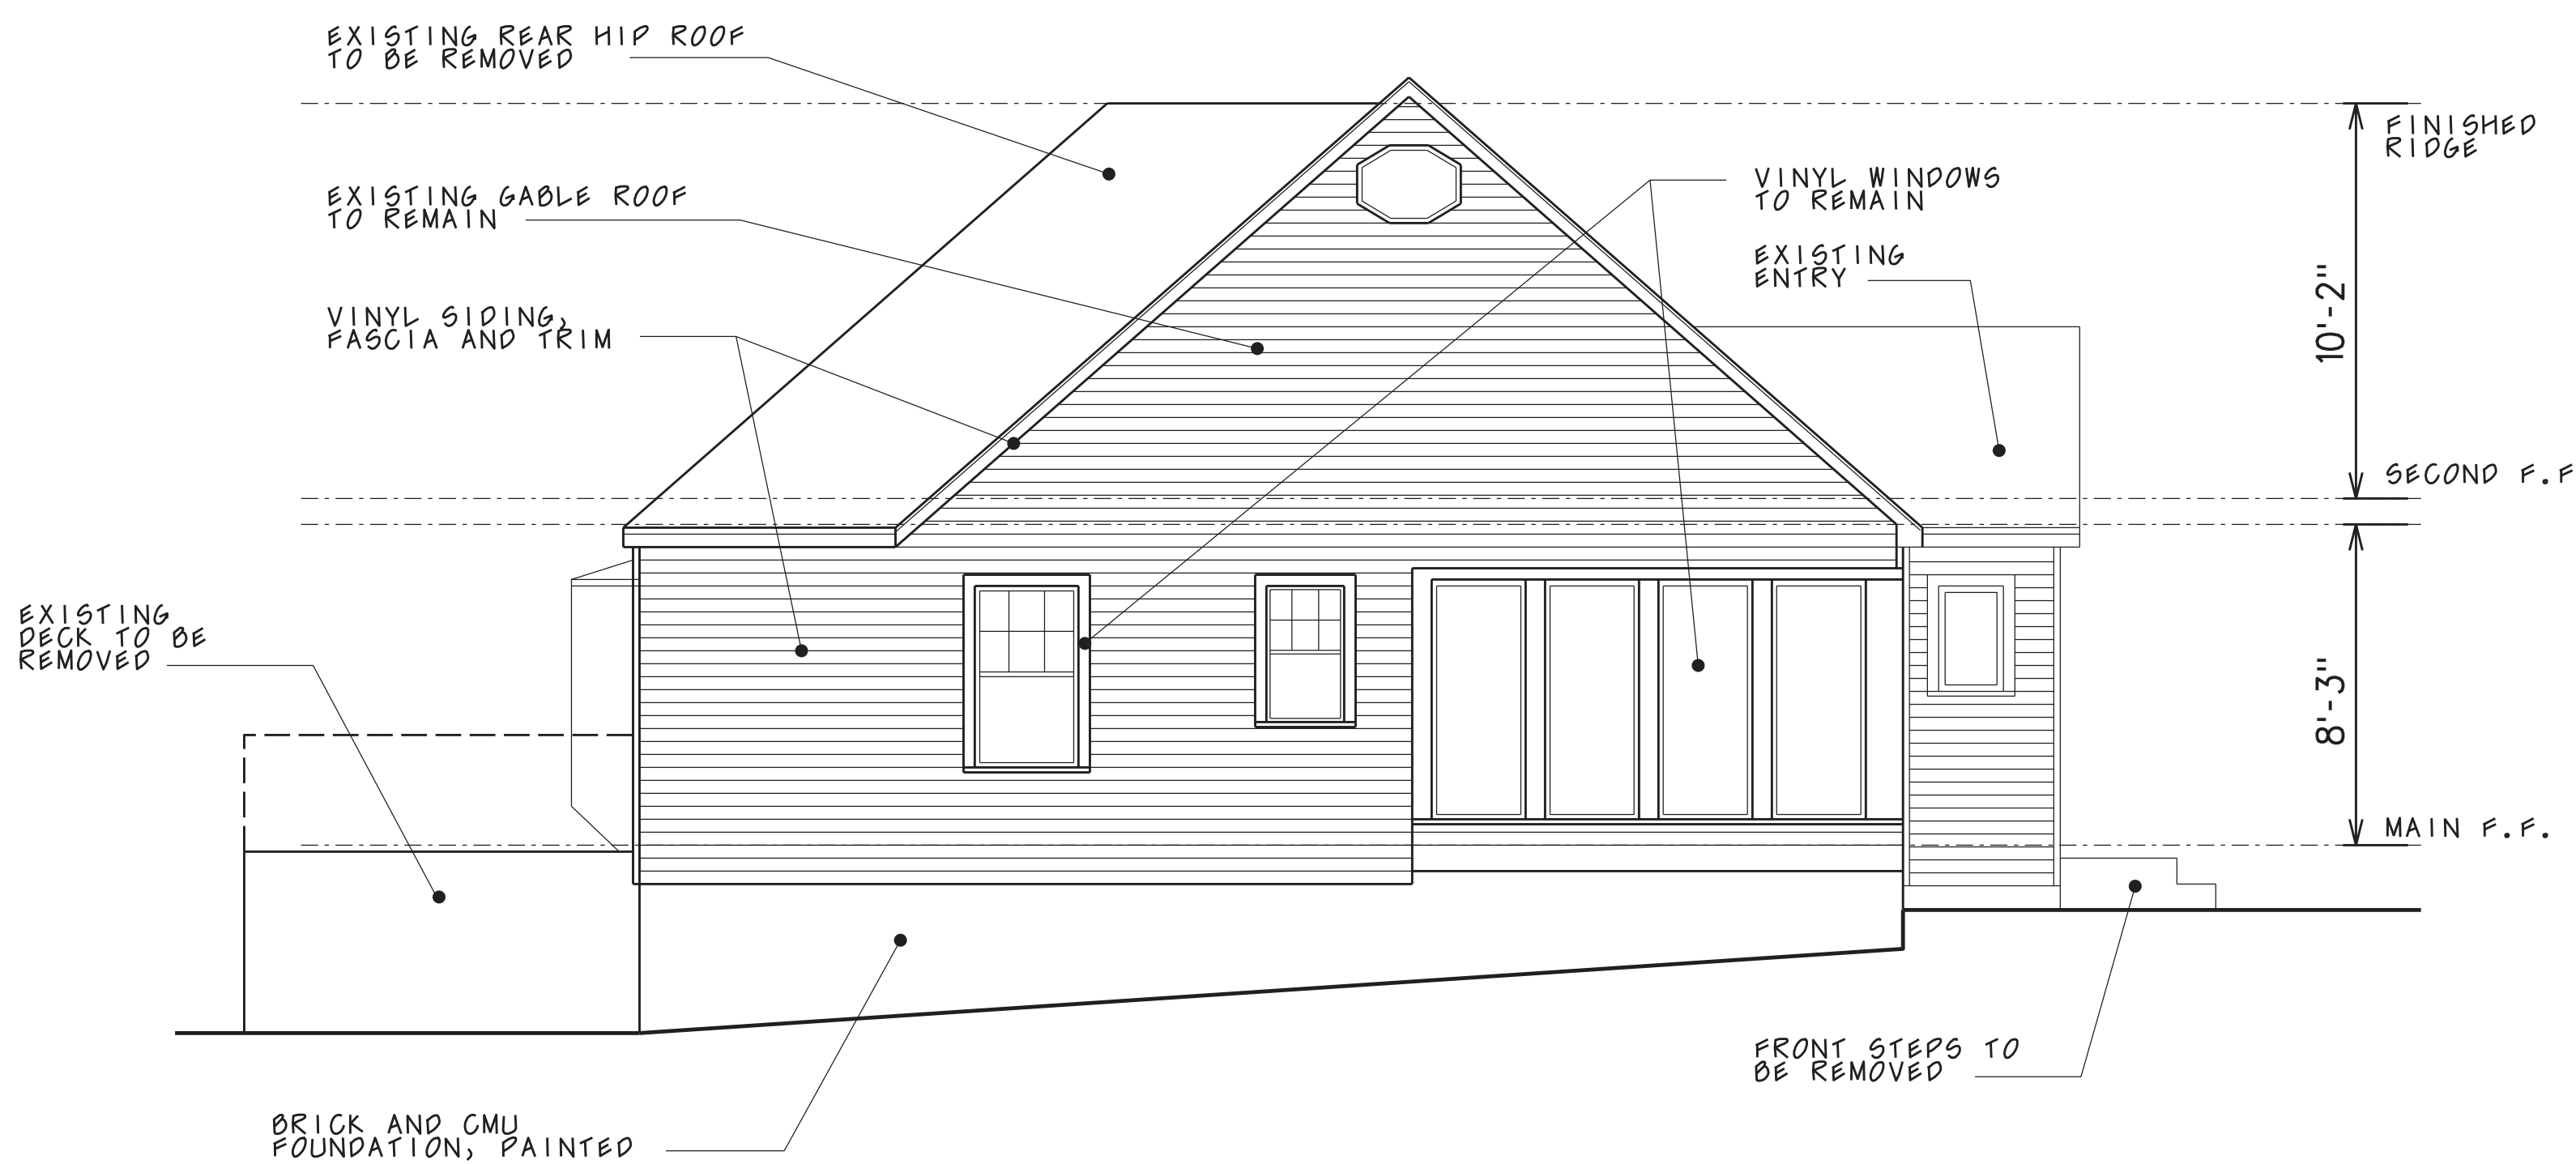 EXISTING REAR HIP ROOF
TO BE REMOVED
FINISHED
RIDGE
EXISTING GABLE ROOF
TO REMAIN
VINYL WINDOWS
TO REMAIN
EXISTING
ENTRY
10'-2"
VINYL SIDING,
FASCIA AND TRIM
SECOND F.F
EXISTING
DECK TO BE
REMOVED
8'-3"
MAIN F.F.
FRONT STEPS TO
BE REMOVED
BRICK AND CMU
FOUNDATION, PAINTED